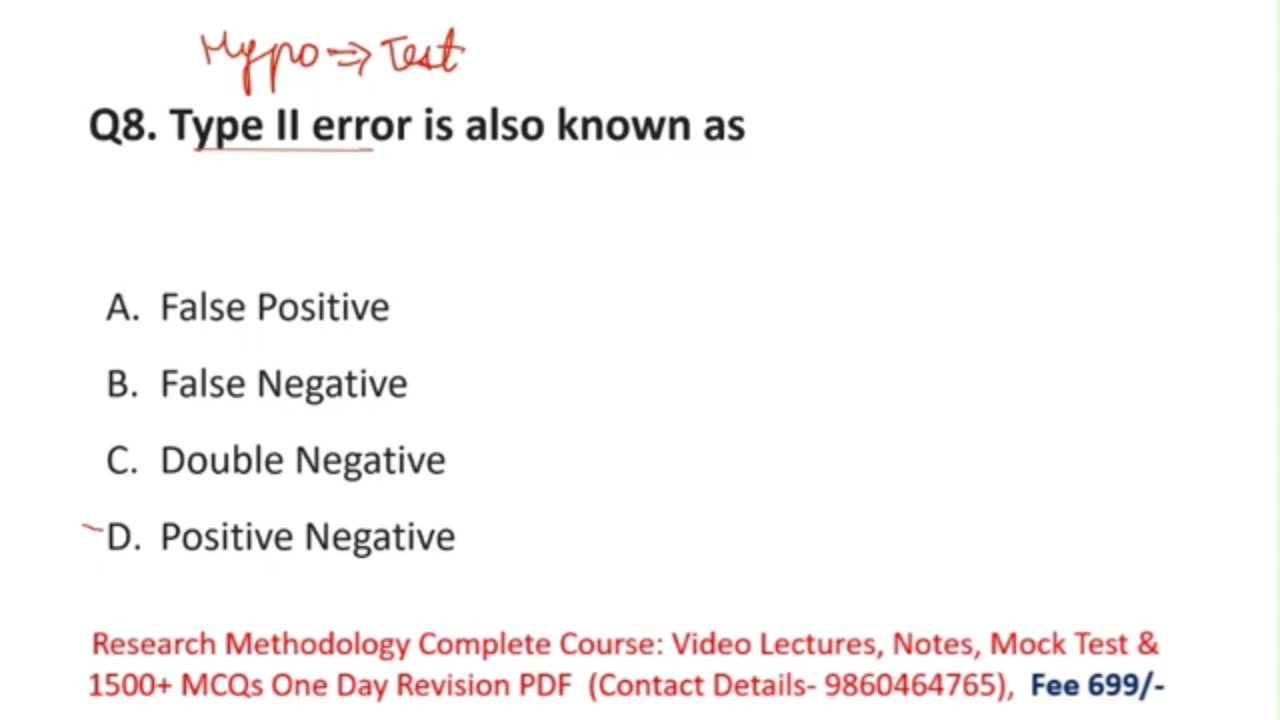 Hypo ⇒ Test
Q8. Type II error is also known as
A. False Positive
B. False Negative
C. Double Negative
D. Positive Negative
Research Methodology Complete Course: Video Lectures, Notes, Mock Test &
1500+ MCQs One Day Revision PDF (Contact Details- 9860464765), Fee 699/-